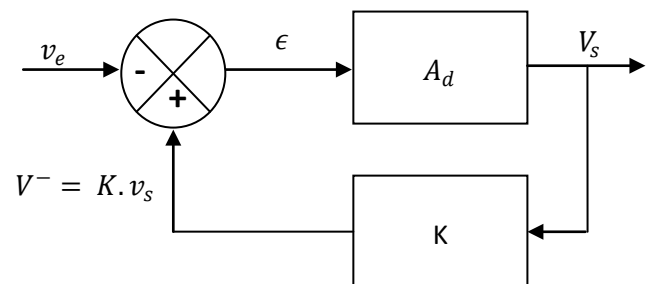 v_e
-
+
ϵ
A_d
V_s
V^- = K.v_s
K